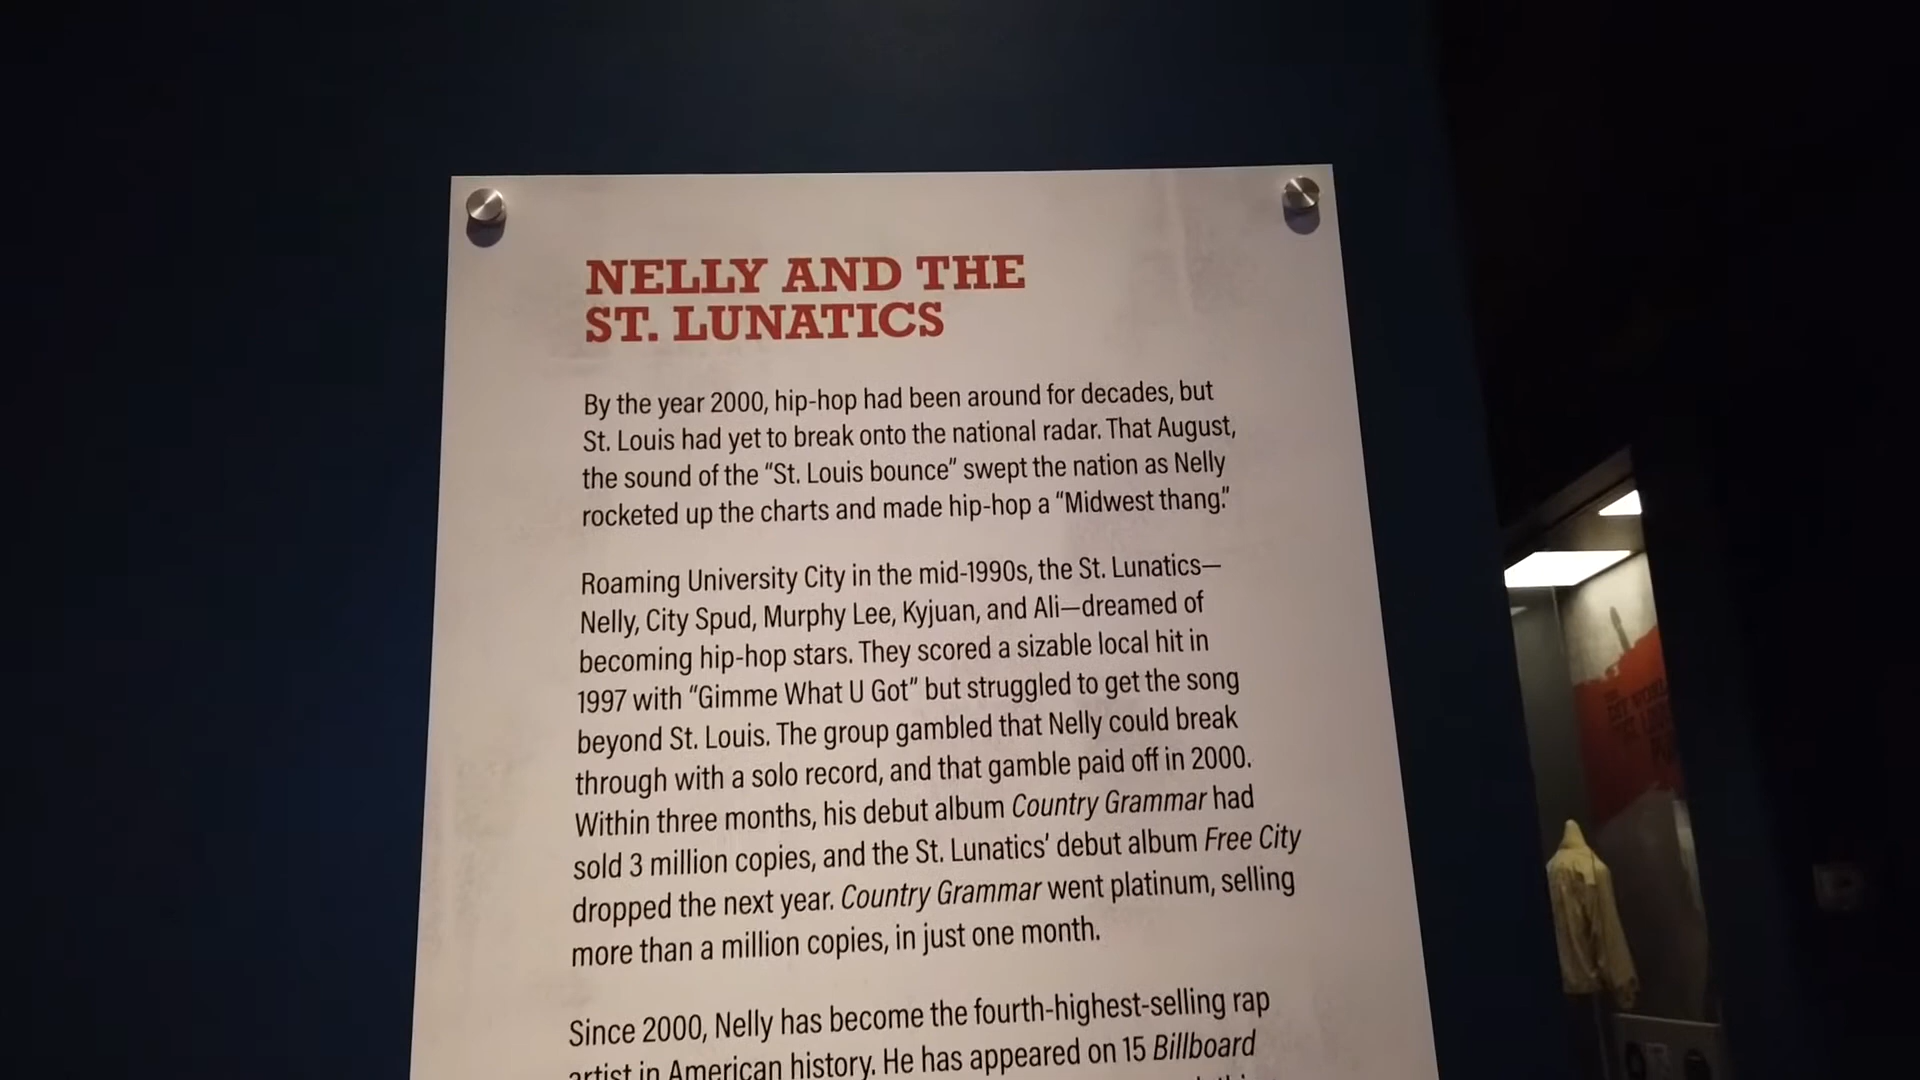 NELLY AND THE
ST. LUNATICS
By the year 2000, hip-hop had been around for decades, but
St. Louis had yet to break onto the national radar. That August,
the sound of the “St. Louis bounce” swept the nation as Nelly
rocketed up the charts and made hip-hop a “Midwest thang.”
Roaming University City in the mid-1990s, the St. Lunatics—
Nelly, City Spud, Murphy Lee, Kyjuan, and Ali—dreamed of
becoming hip-hop stars. They scored a sizable local hit in
1997 with “Gimme What U Got” but struggled to get the song
beyond St. Louis. The group gambled that Nelly could break
through with a solo record, and that gamble paid off in 2000.
Within three months, his debut album Country Grammar had
sold 3 million copies, and the St. Lunatics’ debut album Free City
dropped the next year. Country Grammar went platinum, selling
more than a million copies, in just one month.
Since 2000, Nelly has become the fourth-highest-selling rap
artist in American history. He has appeared on 15 Billboard